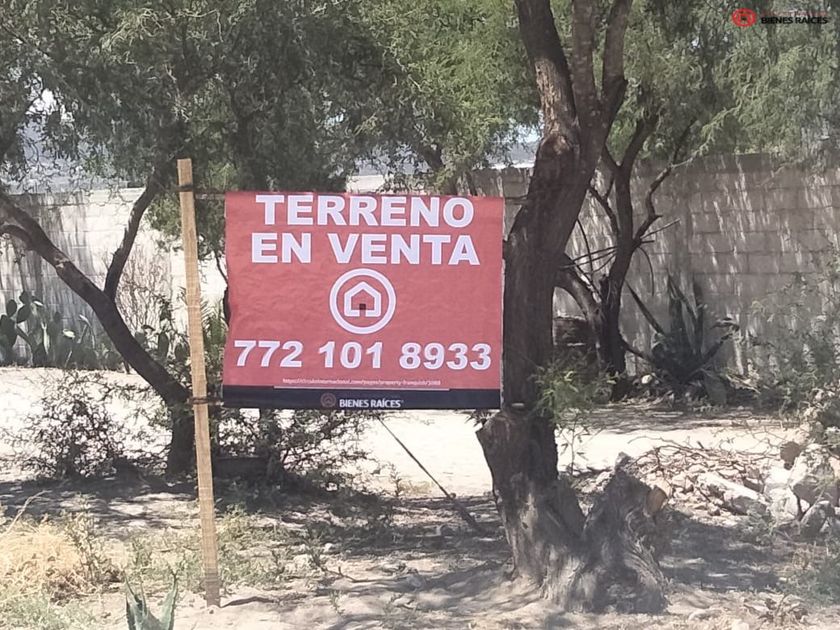 BIENES RAÍCES
TERRENO
EN VENTA
772 101 8933
BIENES RAÍCES